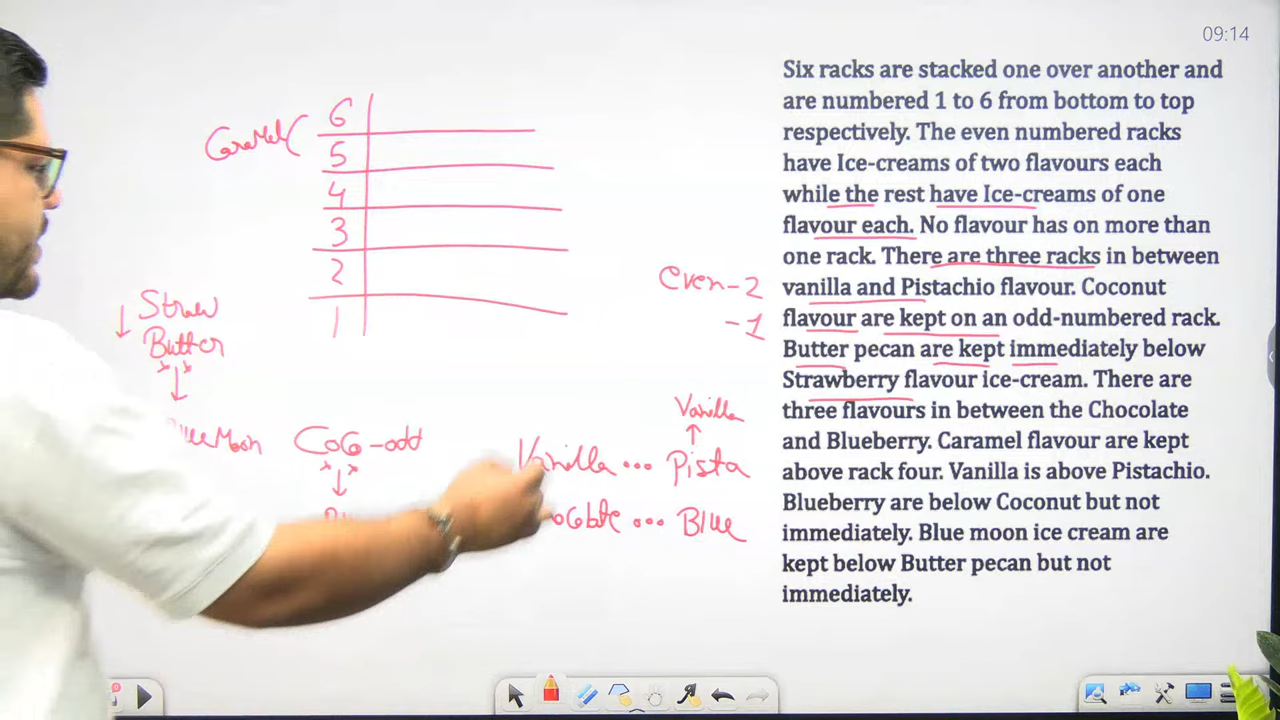 09:14
Six racks are stacked one over another and
are numbered 1 to 6 from bottom to top
respectively. The even numbered racks
have Ice-creams of two flavours each
while the rest have Ice-creams of one
flavour each. No flavour has on more than
one rack. There are three racks in between
vanilla and Pistachio flavour. Coconut
flavour are kept on an odd-numbered rack.
Butter pecan are kept immediately below
Strawberry flavour ice-cream. There are
three flavours in between the Chocolate
and Blueberry. Caramel flavour are kept
above rack four. Vanilla is above Pistachio.
Blueberry are below Coconut but not
immediately. Blue moon ice cream are
kept below Butter pecan but not
immediately.
Caramel
6
5
4
3
2
1
even-2
-1
Straw
Butter
Moon
CoCo-odd
Vanilla
Vanilla ... Pista
... Blue